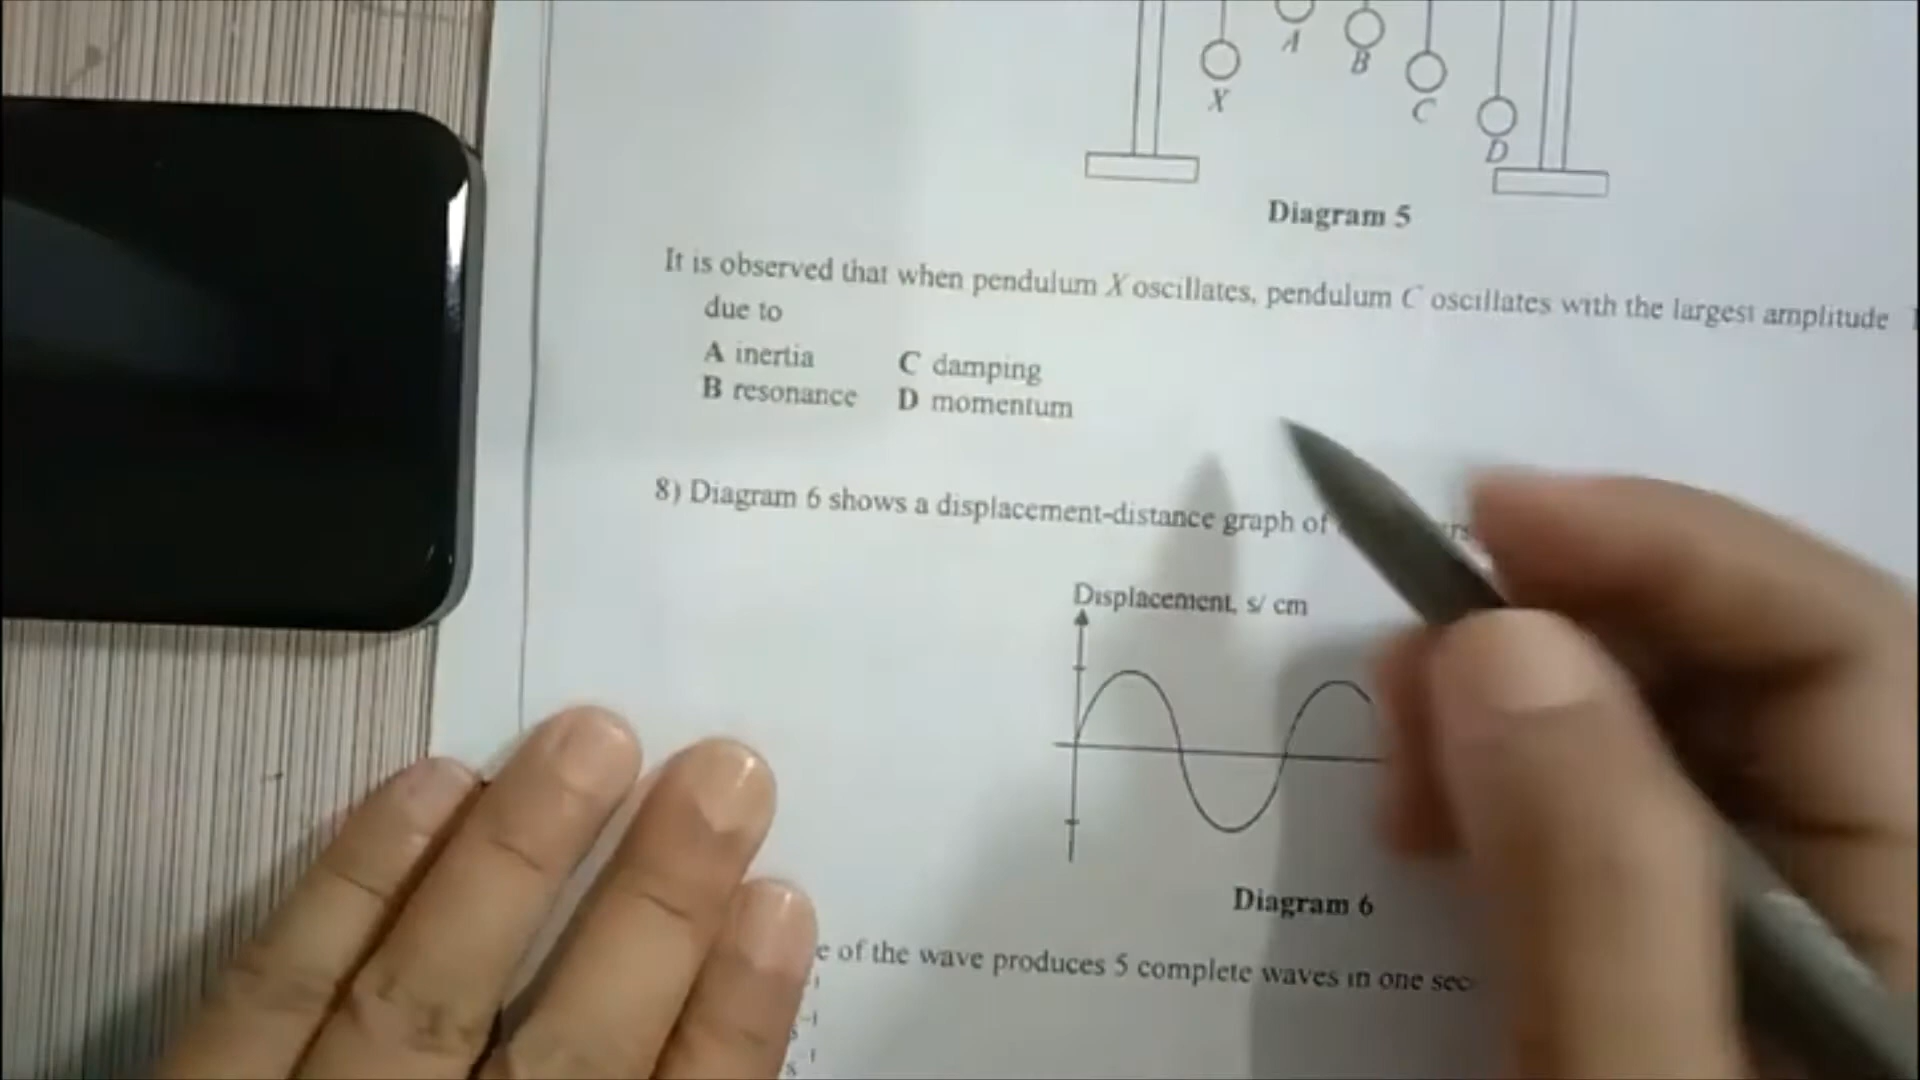 A
B
X
C
D
Diagram 5
It is observed that when pendulum X oscillates, pendulum C oscillates with the largest amplitude
due to
A inertia C damping
B resonance D momentum
8) Diagram 6 shows a displacement-distance graph of
Displacement, s/ cm
Diagram 6
of the wave produces 5 complete waves in one